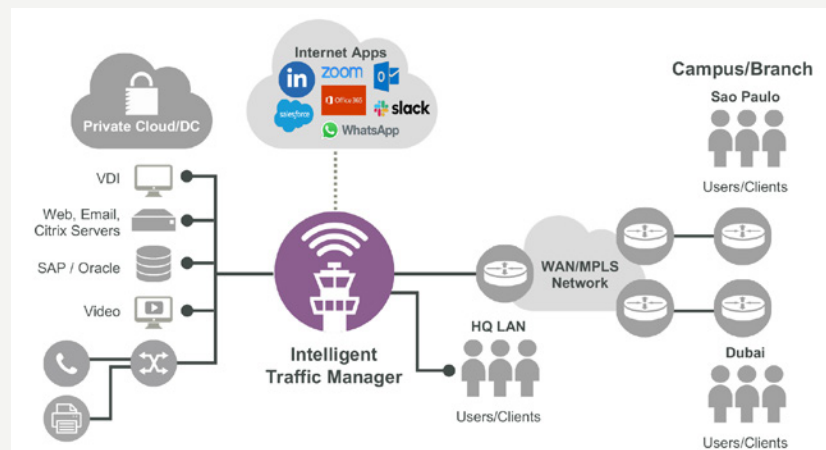 Internet Apps
in
zoom
O
Office 365
salesforce
slack
WhatsApp
Private Cloud/DC
VDI
Web, Email,
Citrix Servers
SAP / Oracle
Video
Intelligent
Traffic Manager
HQ LAN
Users/Clients
WAN/MPLS
Network
Campus/Branch
Sao Paulo
Users/Clients
Dubai
Users/Clients